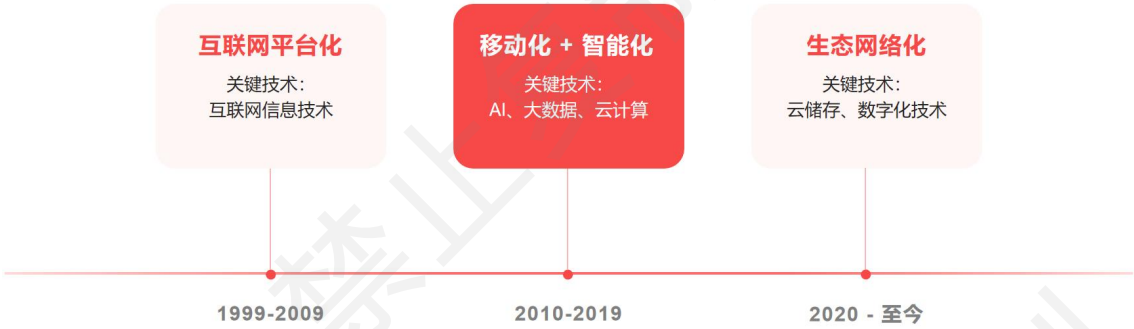 互联网平台化
关键技术：
互联网信息技术
移动化 + 智能化
关键技术：
AI、大数据、云计算
生态网络化
关键技术：
云储存、数字化技术
1999-2009
2010-2019
2020 - 至今
禁止